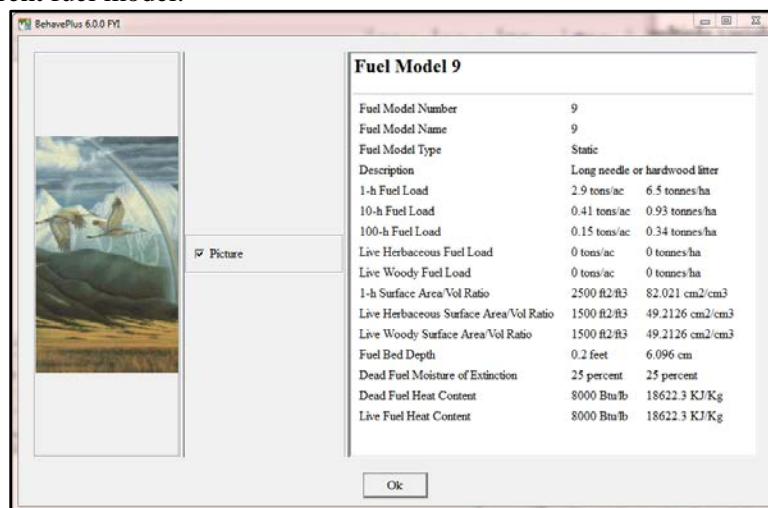 ent fuel model.
BehavePlus 6.0.0 FYI
Picture
Fuel Model 9
Fuel Model Number 9
Fuel Model Name 9
Fuel Model Type Static
Description Long needle or hardwood litter
1-h Fuel Load 2.9 tons/ac 6.5 tonnes/ha
10-h Fuel Load 0.41 tons/ac 0.93 tonnes/ha
100-h Fuel Load 0.15 tons/ac 0.34 tonnes/ha
Live Herbaceous Fuel Load 0 tons/ac 0 tonnes/ha
Live Woody Fuel Load 0 tons/ac 0 tonnes/ha
1-h Surface Area/Vol Ratio 2500 ft2/ft3 82.021 cm2/cm3
Live Herbaceous Surface Area/Vol Ratio 1500 ft2/ft3 49.2126 cm2/cm3
Live Woody Surface Area/Vol Ratio 1500 ft2/ft3 49.2126 cm2/cm3
Fuel Bed Depth 0.2 feet 6.096 cm
Dead Fuel Moisture of Extinction 25 percent 25 percent
Dead Fuel Heat Content 8000 Btu/lb 18622.3 KJ/Kg
Live Fuel Heat Content 8000 Btu/lb 18622.3 KJ/Kg
Ok